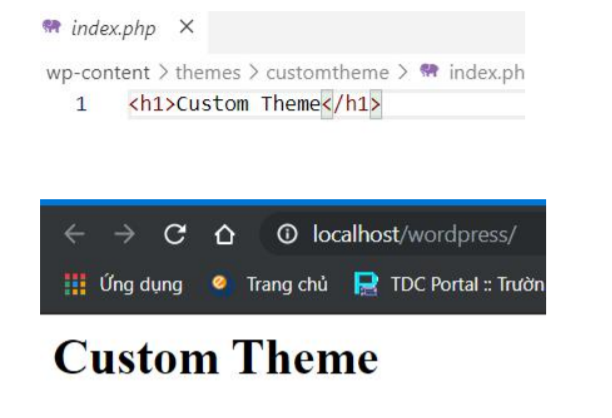 index.php ×
wp-content > themes > customtheme > index.ph
1 <h1>Custom Theme</h1>
localhost/wordpress/
Ứng dụng Trang chủ TDC Portal :: Trườn
Custom Theme